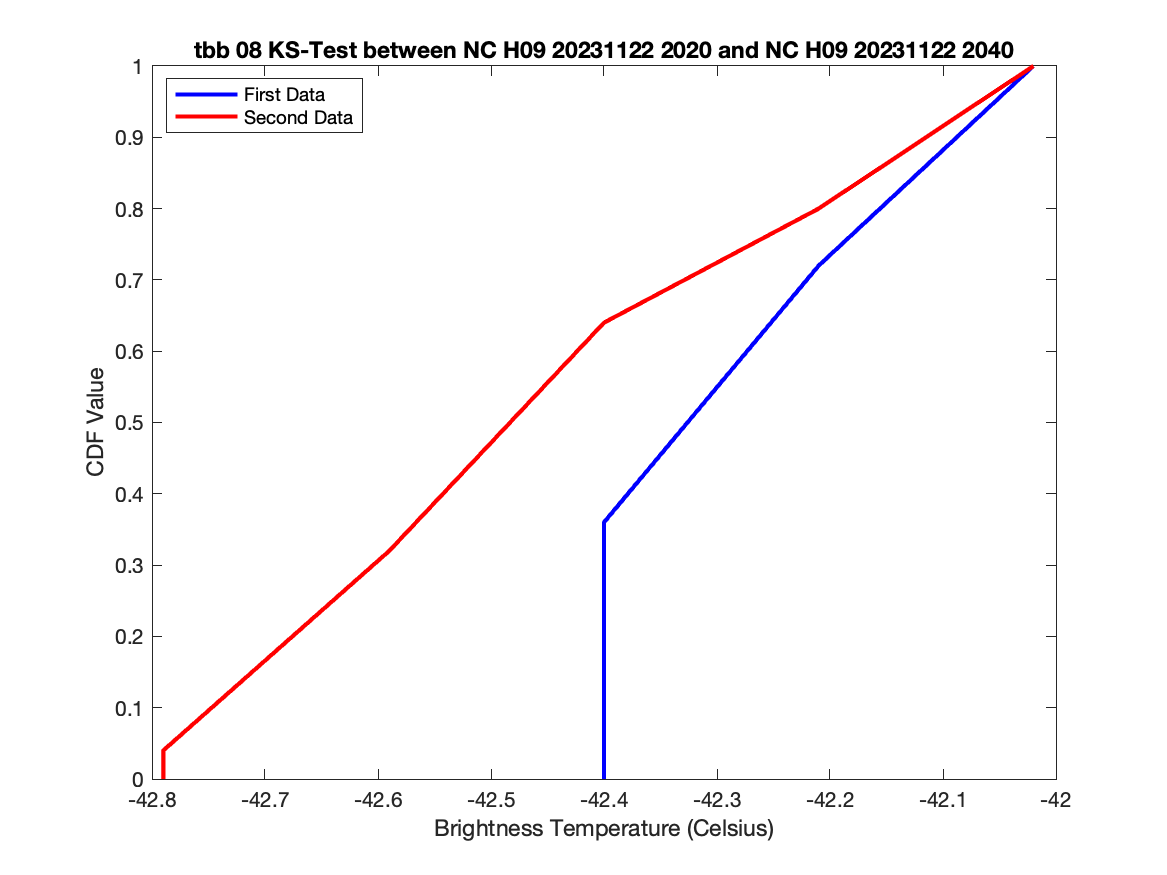 tbb 08 KS-Test between NC H09 20231122 2020 and NC H09 20231122 2040
First Data
Second Data
1
0.9
0.8
0.7
0.6
0.5
0.4
0.3
0.2
0.1
0
CDF Value
-42.8 -42.7 -42.6 -42.5 -42.4 -42.3 -42.2 -42.1 -42
Brightness Temperature (Celsius)